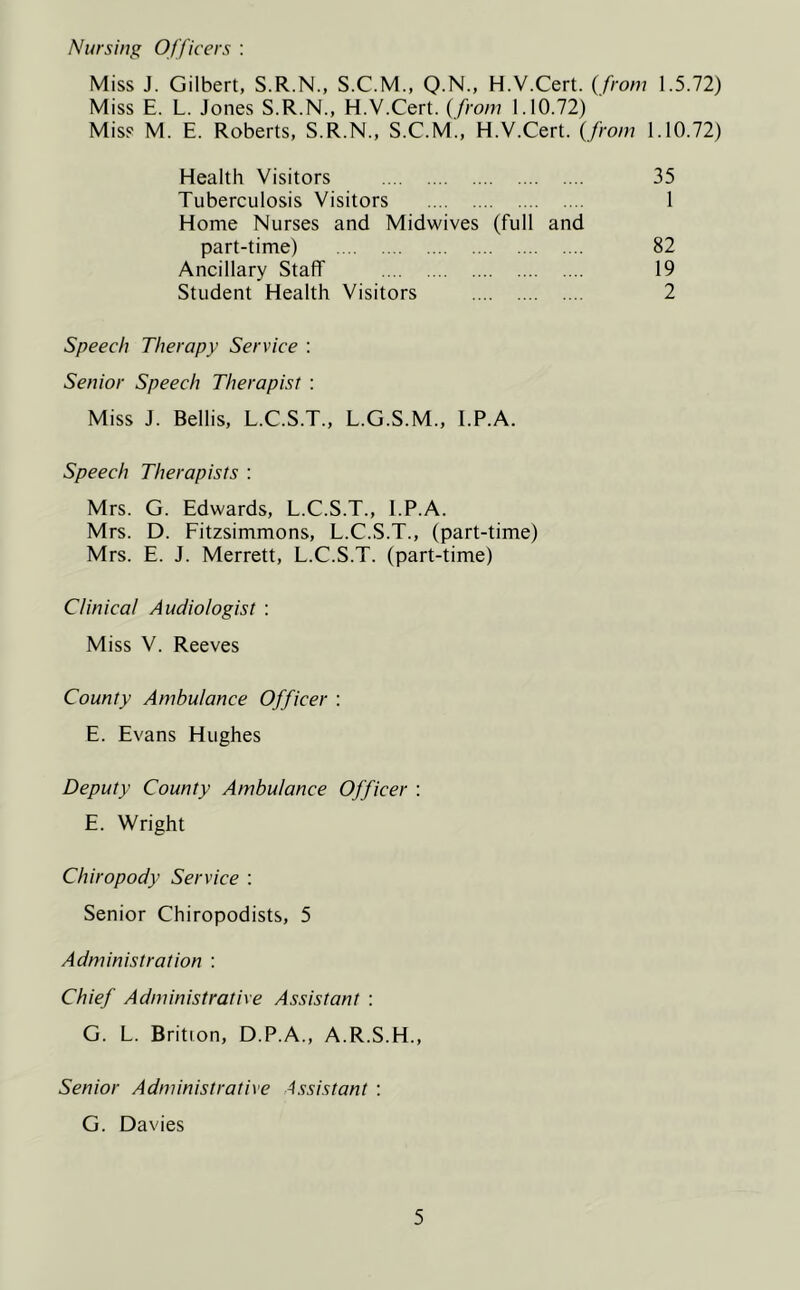 Nursing Officers :
Miss J. Gilbert, S.R.N., S.C.M., Q.N., H.V.Cert. (from 1.5.72)
Miss E. L. Jones S.R.N., H.V.Cert. (from 1.10.72)
Miss M. E. Roberts, S.R.N., S.C.M., H.V.Cert. (from 1.10.72)
Health Visitors .... .... .... .... .... 35
Tuberculosis Visitors .... .... .... .... 1
Home Nurses and Midwives (full and
part-time) .... .... .... .... .... .... 82
Ancillary Staff .... .... .... .... .... 19
Student Health Visitors .... .... .... 2
Speech Therapy Service :
Senior Speech Therapist :
Miss J. Bellis, L.C.S.T., L.G.S.M., I.P.A.
Speech Therapists :
Mrs. G. Edwards, L.C.S.T., I.P.A.
Mrs. D. Fitzsimmons, L.C.S.T., (part-time)
Mrs. E. J. Merrett, L.C.S.T. (part-time)
Clinical Audiologist :
Miss V. Reeves
County Ambulance Officer :
E. Evans Hughes
Deputy County Ambulance Officer :
E. Wright
Chiropody Service :
Senior Chiropodists, 5
Administration :
Chief Administrative Assistant :
G. L. Britton, D.P.A., A.R.S.H.,
Senior Administrative Assistant :
G. Davies
5